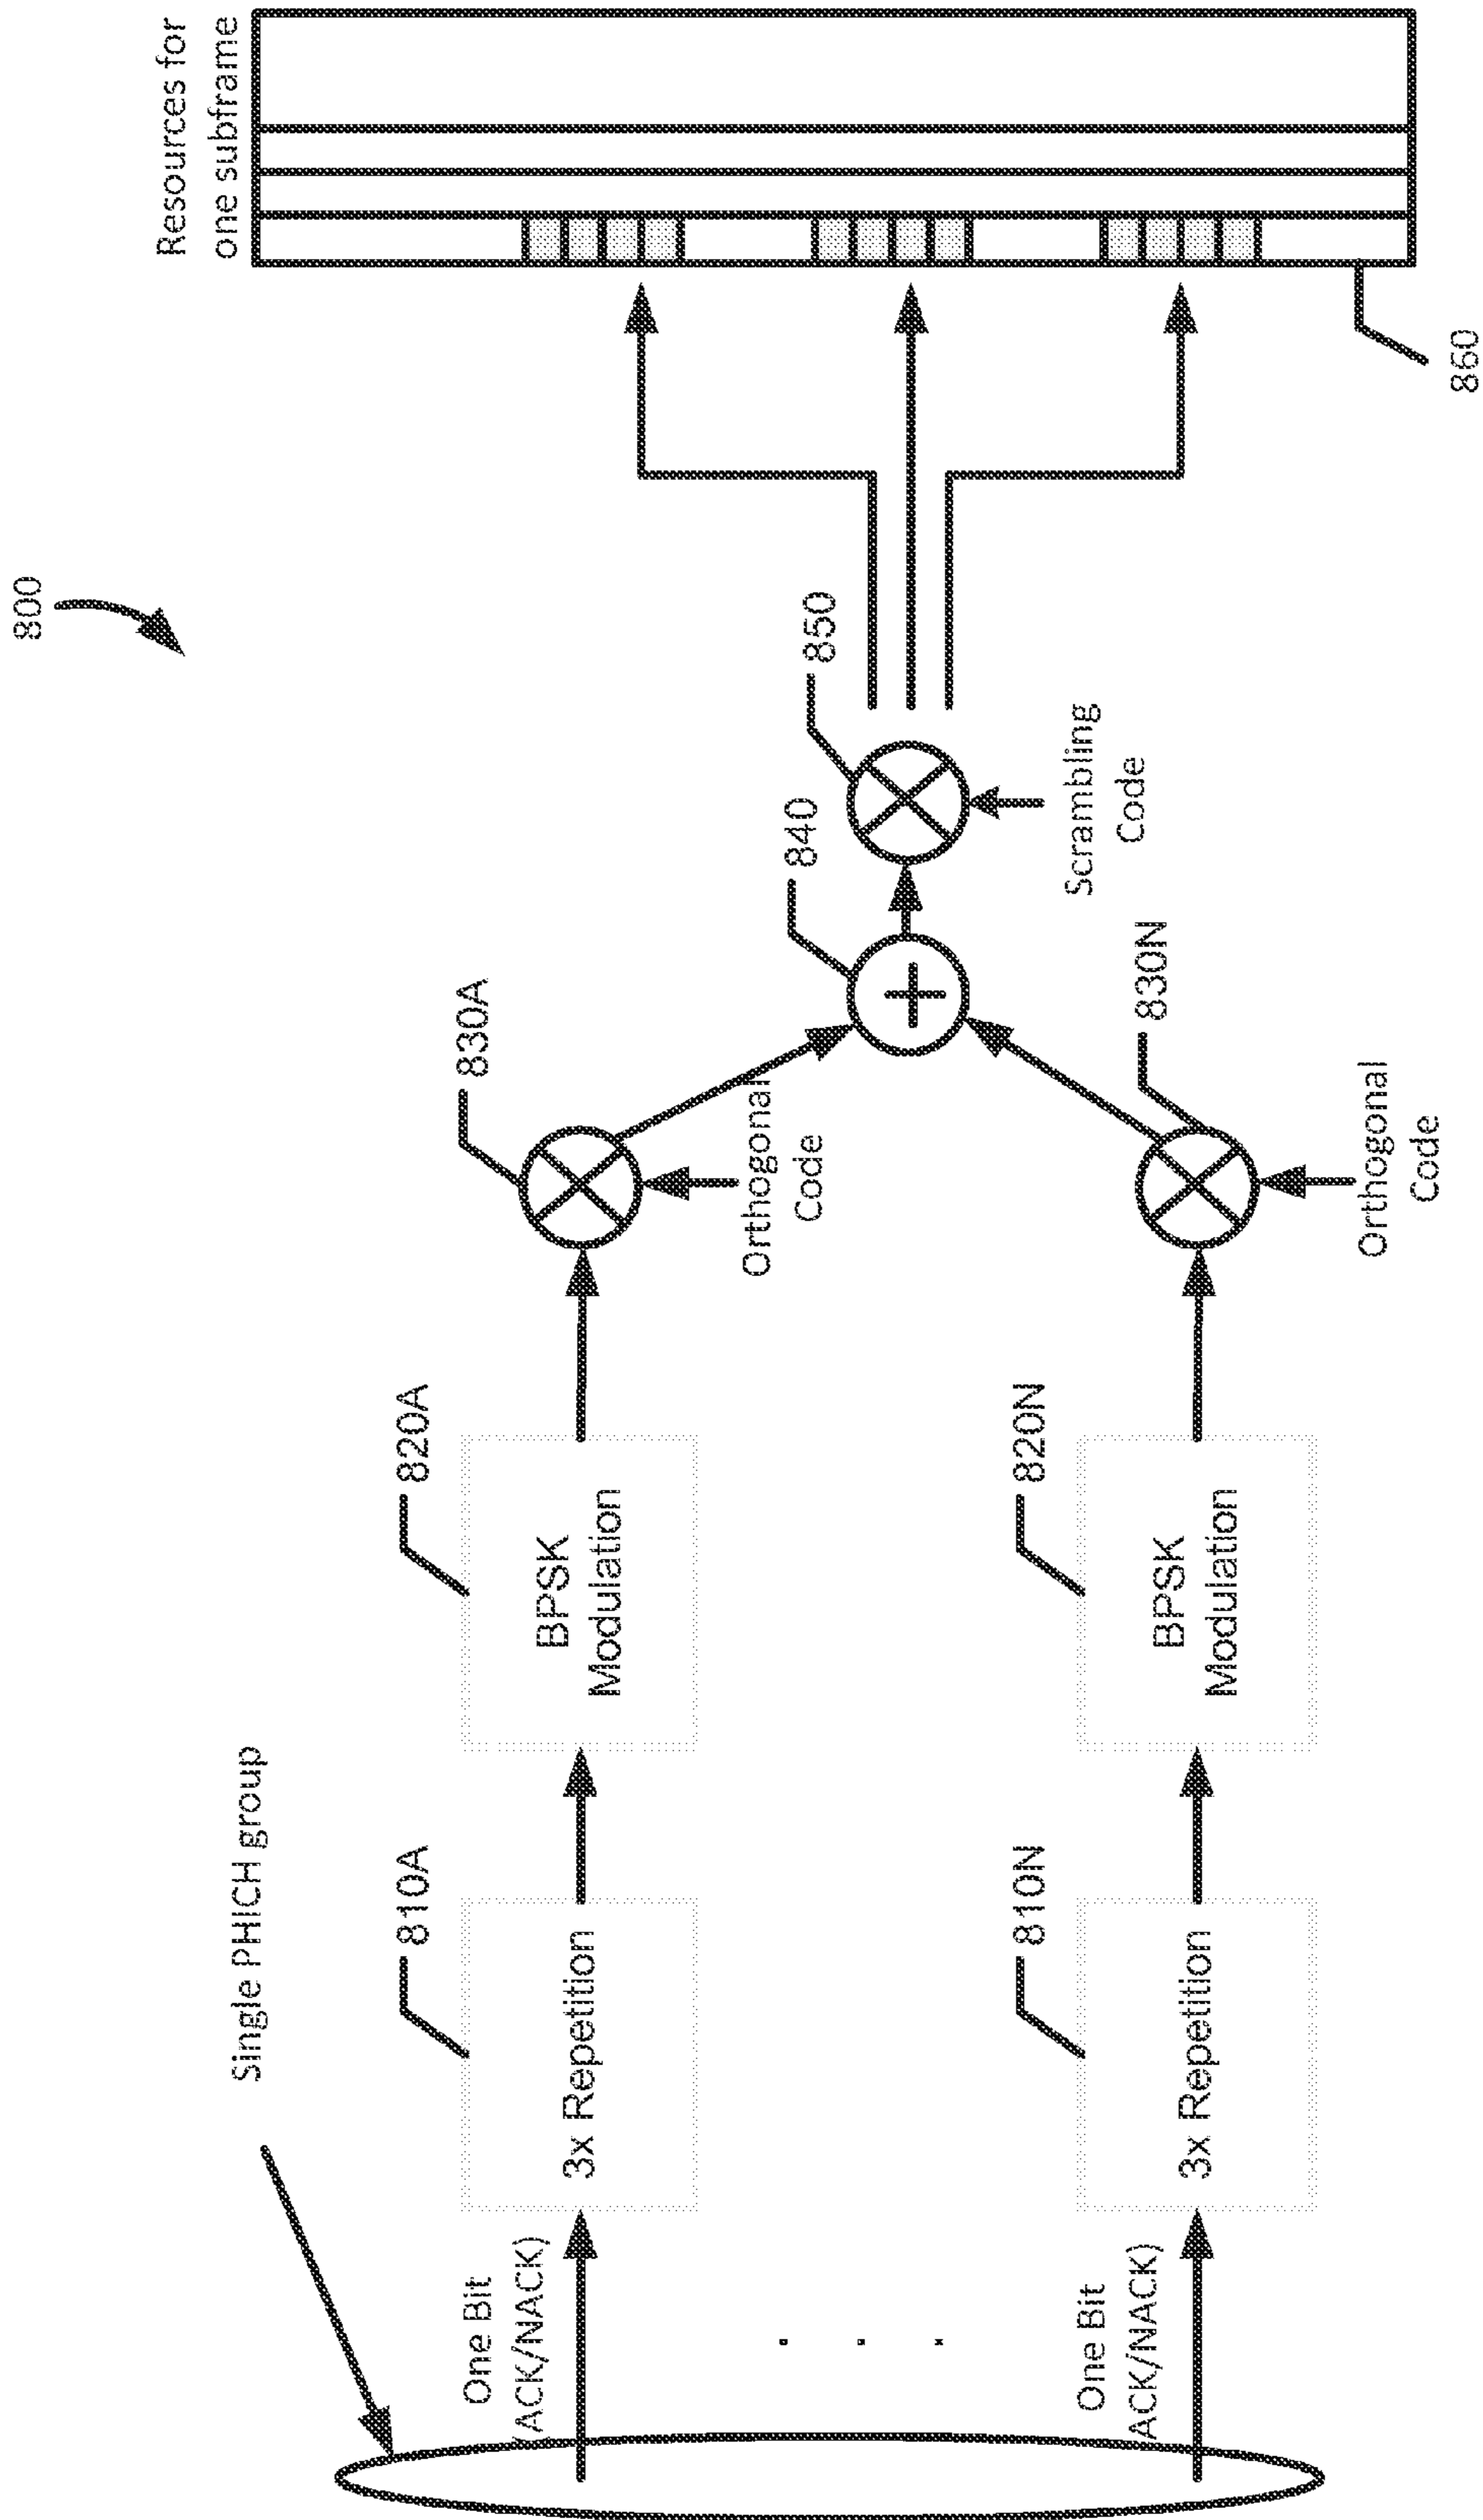 800
Resources for
one subframe
Single PHICH group
One Bit
(ACK/NACK)
810A
3x Repetition
820A
BPSK
Modulation
830A
Orthogonal
Code
840
850
Scrambling
Code
860
One Bit
ACK/NACK)
810N
3x Repetition
820N
BPSK
Modulation
830N
Orthogonal
Code